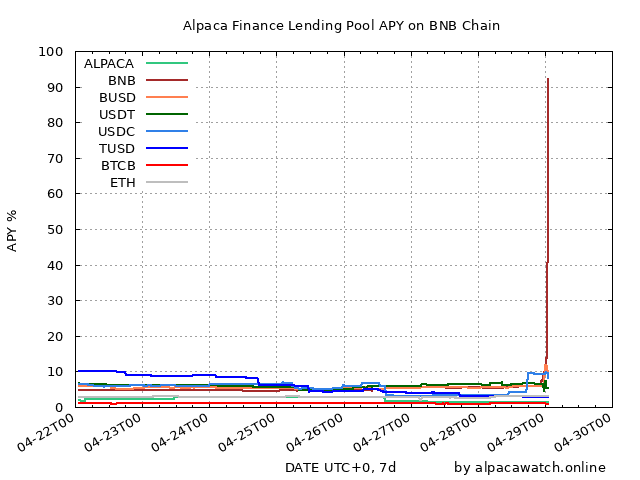 Alpaca Finance Lending Pool APY on BNB Chain
100
90
80
70
60
50
40
30
20
10
0
APY %
ALPACA
BNB
BUSD
USDT
USDC
TUSD
BTCB
ETH
04-22T00
04-23T00
04-24T00
04-25T00
04-26T00
04-27T00
04-28T00
04-29T00
04-30T00
DATE UTC+0, 7d
by alpacawatch.online